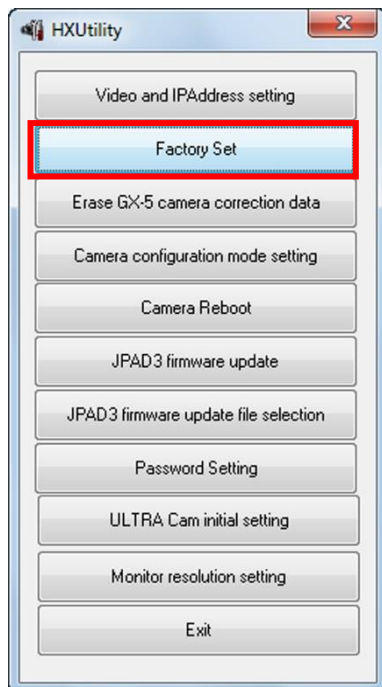 HXUtility
Video and IPAddress setting
Factory Set
Erase GX-5 camera correction data
Camera configuration mode setting
Camera Reboot
JPAD3 firmware update
JPAD3 firmware update file selection
Password Setting
ULTRA Cam initial setting
Monitor resolution setting
Exit